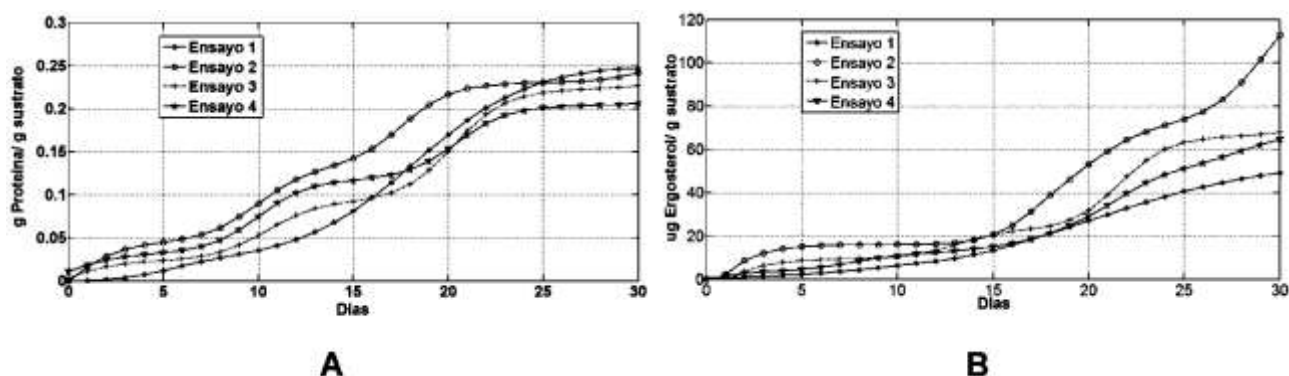 g Proteina/ g sustrato
0.3
0.25
0.2
0.15
0.1
0.05
0
Ensayo 1
Ensayo 2
Ensayo 3
Ensayo 4
0 5 10 15 20 25 30
Dias
A
ug Ergosterol/ g sustrato
120
100
80
60
40
20
0
Ensayo 1
Ensayo 2
Ensayo 3
Ensayo 4
0 5 10 15 20 25 30
Dias
B